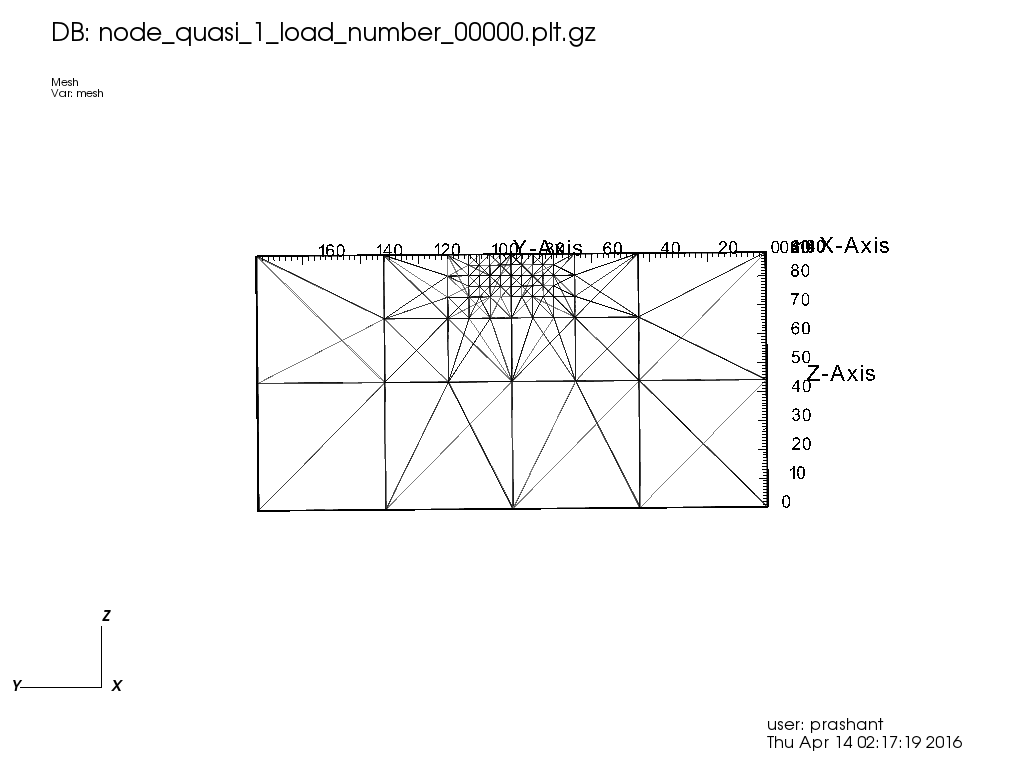 DB: node_quasi_1_load_number_00000.plt.gz
Mesh
Var: mesh
160 140 120 100 Y-Axis 80 60 40 20 X-Axis
80
70
60
50
Z-Axis
40
30
20
10
0
Z
Y X
user: prashant
Thu Apr 14 02:17:19 2016